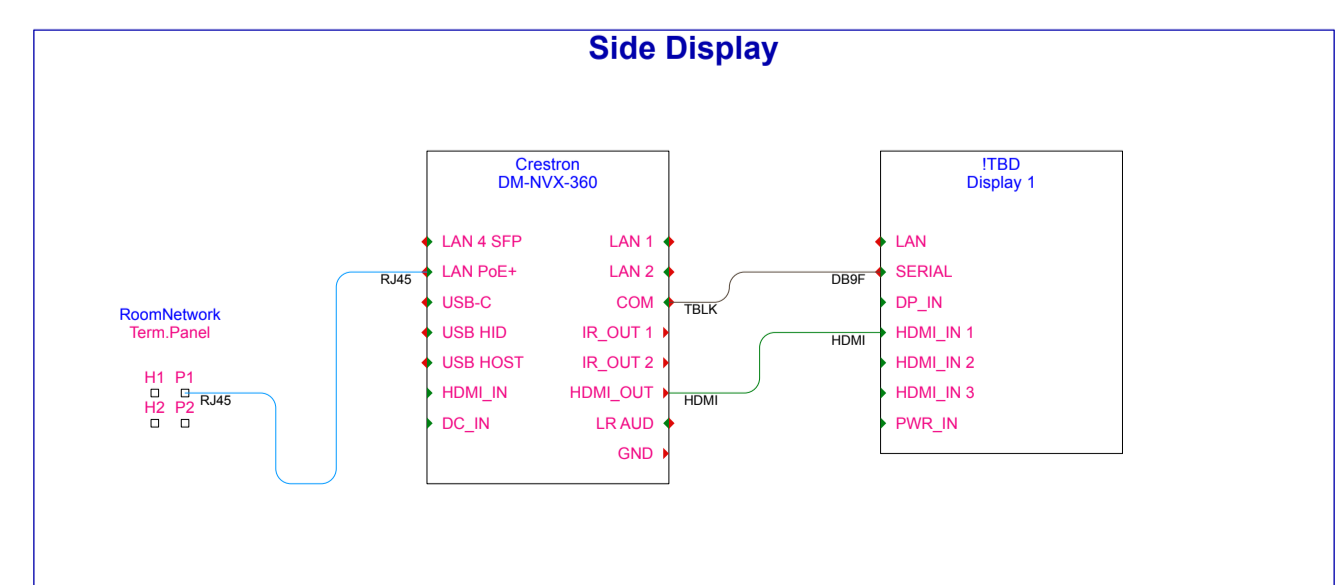 Side Display
Crestron
DM-NVX-360
!TBD
Display 1
LAN 4 SFP
LAN 1
LAN
RJ45
LAN PoE+
LAN 2
DB9F
SERIAL
USB-C
COM
TBLK
DP_IN
RoomNetwork
Term.Panel
USB HID
IR_OUT 1
HDMI
HDMI_IN 1
USB HOST
IR_OUT 2
HDMI_IN 2
H1 P1
RJ45
HDMI_IN
HDMI_OUT
HDMI
HDMI_IN 3
H2 P2
DC_IN
LR AUD
PWR_IN
GND